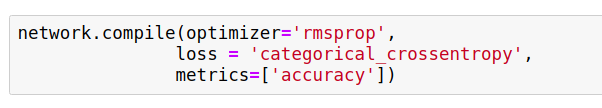 network.compile(optimizer='rmsprop',
                loss = 'categorical_crossentropy',
                metrics=['accuracy'])